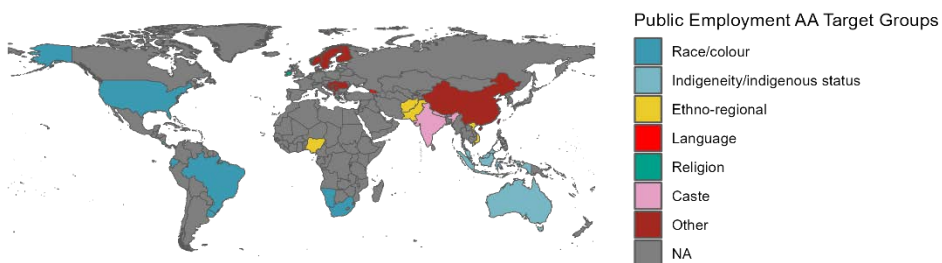 Public Employment AA Target Groups
Race/colour
Indigeneity/indigenous status
Ethno-regional
Language
Religion
Caste
Other
NA